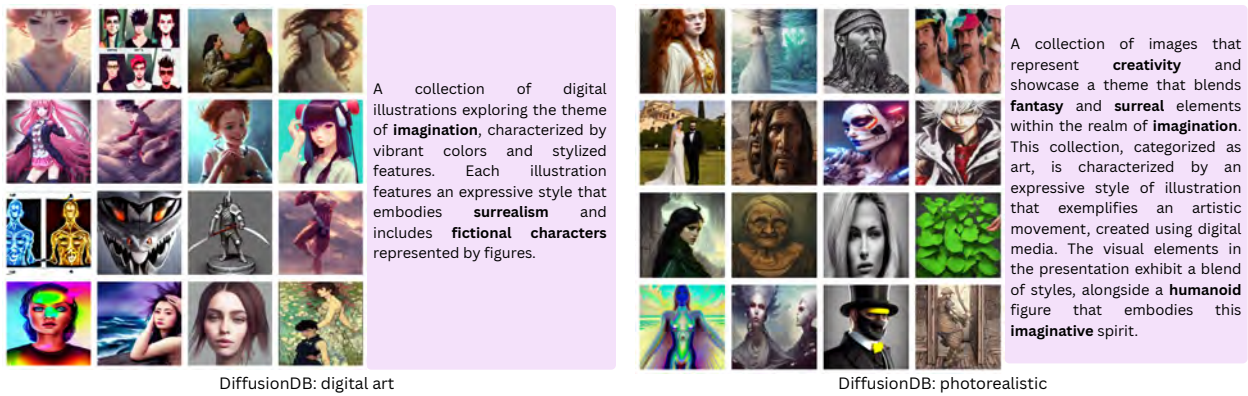 A collection of digital
illustrations exploring the theme
of imagination, characterized by
vibrant colors and stylized
features. Each illustration
features an expressive style that
embodies surrealism and
includes fictional characters
represented by figures.
DiffusionDB: digital art
A collection of images that
represent creativity and
showcase a theme that blends
fantasy and surreal elements
within the realm of imagination.
This collection, categorized as
art, is characterized by an
expressive style of illustration
that exemplifies an artistic
movement, created using digital
media. The visual elements in
the presentation exhibit a blend
of styles, alongside a humanoid
figure that embodies this
imaginative spirit.
DiffusionDB: photorealistic